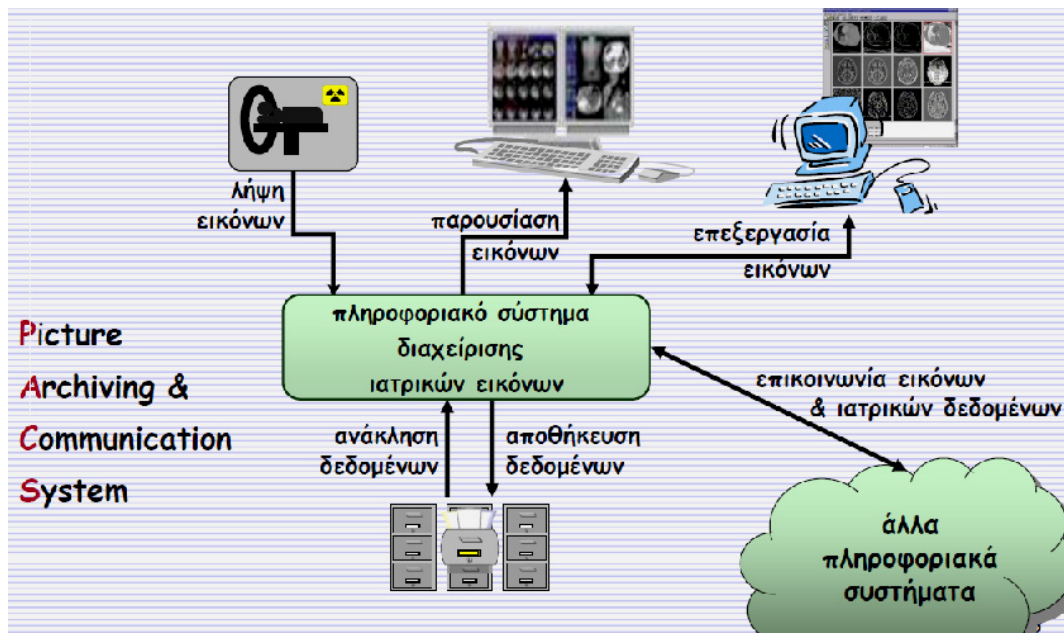 λήψη
εικόνων
παρουσίαση
εικόνων
επεξεργασία
εικόνων
πληροφοριακό σύστημα
διαχείρισης
ιατρικών εικόνων
Picture
Archiving &
Communication
System
επικοινωνία εικόνων
& ιατρικών δεδομένων
ανάκληση
δεδομένων
αποθήκευση
δεδομένων
άλλα
πληροφοριακά
συστήματα